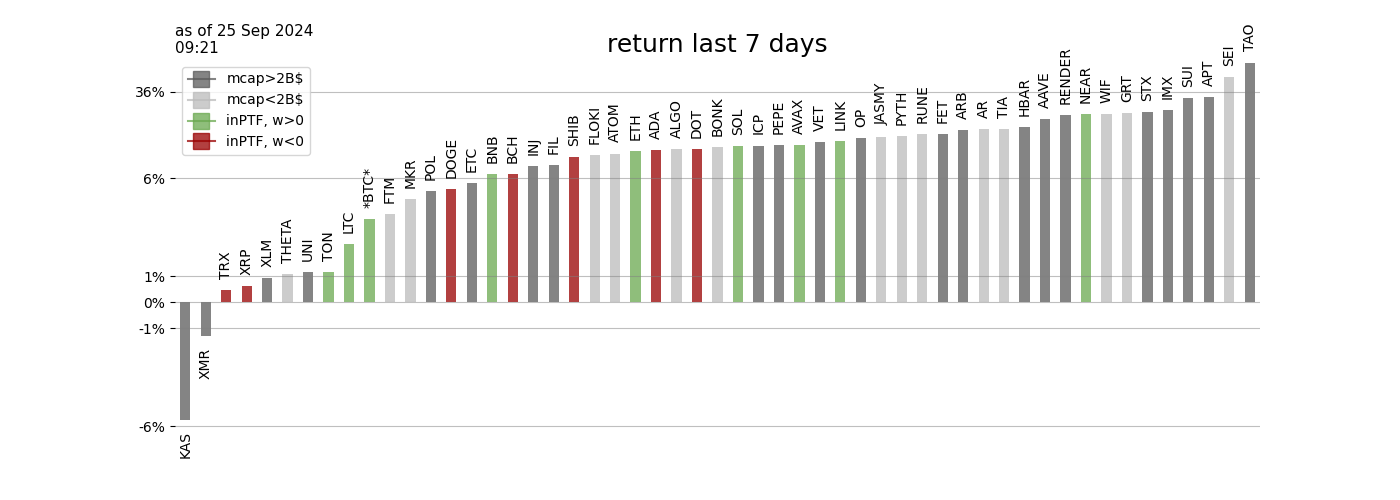 as of 25 Sep 2024
09:21
return last 7 days
mcap>2B$
mcap<2B$
inPTF, w>0
inPTF, w<0
36%
6%
1%
0%
-1%
-6%
KAS
XMR
TRX
XRP
XLM
THETA
UNI
TON
LTC
*BTC*
FTM
MKR
POL
DOGE
ETC
BNB
BCH
INJ
FIL
SHIB
FLOKI
ATOM
ETH
ADA
ALGO
DOT
BONK
SOL
ICP
PEPE
AVAX
VET
LINK
OP
JASMY
PYTH
RUNE
FET
ARB
AR
TIA
HBAR
AAVE
RENDER
NEAR
WIF
GRT
STX
IMX
SUI
APT
SEI
TAO